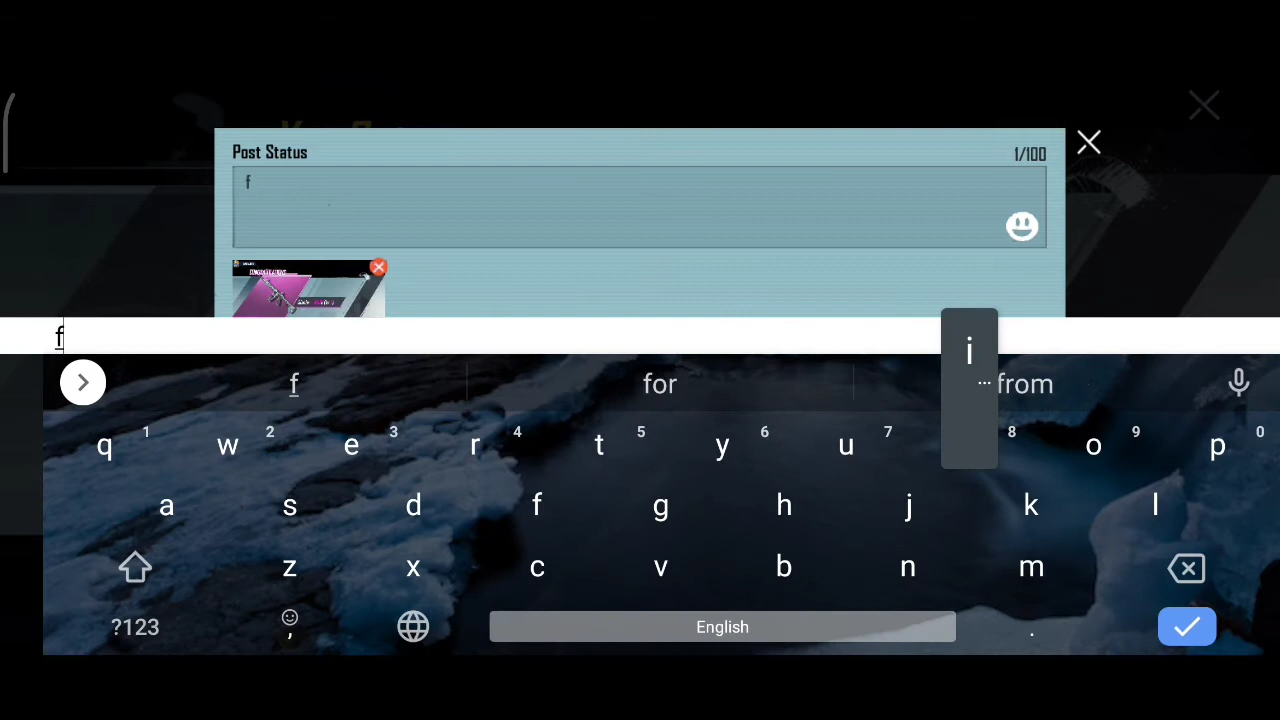 Post Status
1/100
f
f
i
...
f
for
from
q 1 w 2 e 3 r 4 t 5 y 6 u 7 8 o 9 p 0
a s d f g h j k l
z x c v b n m
?123 , English .